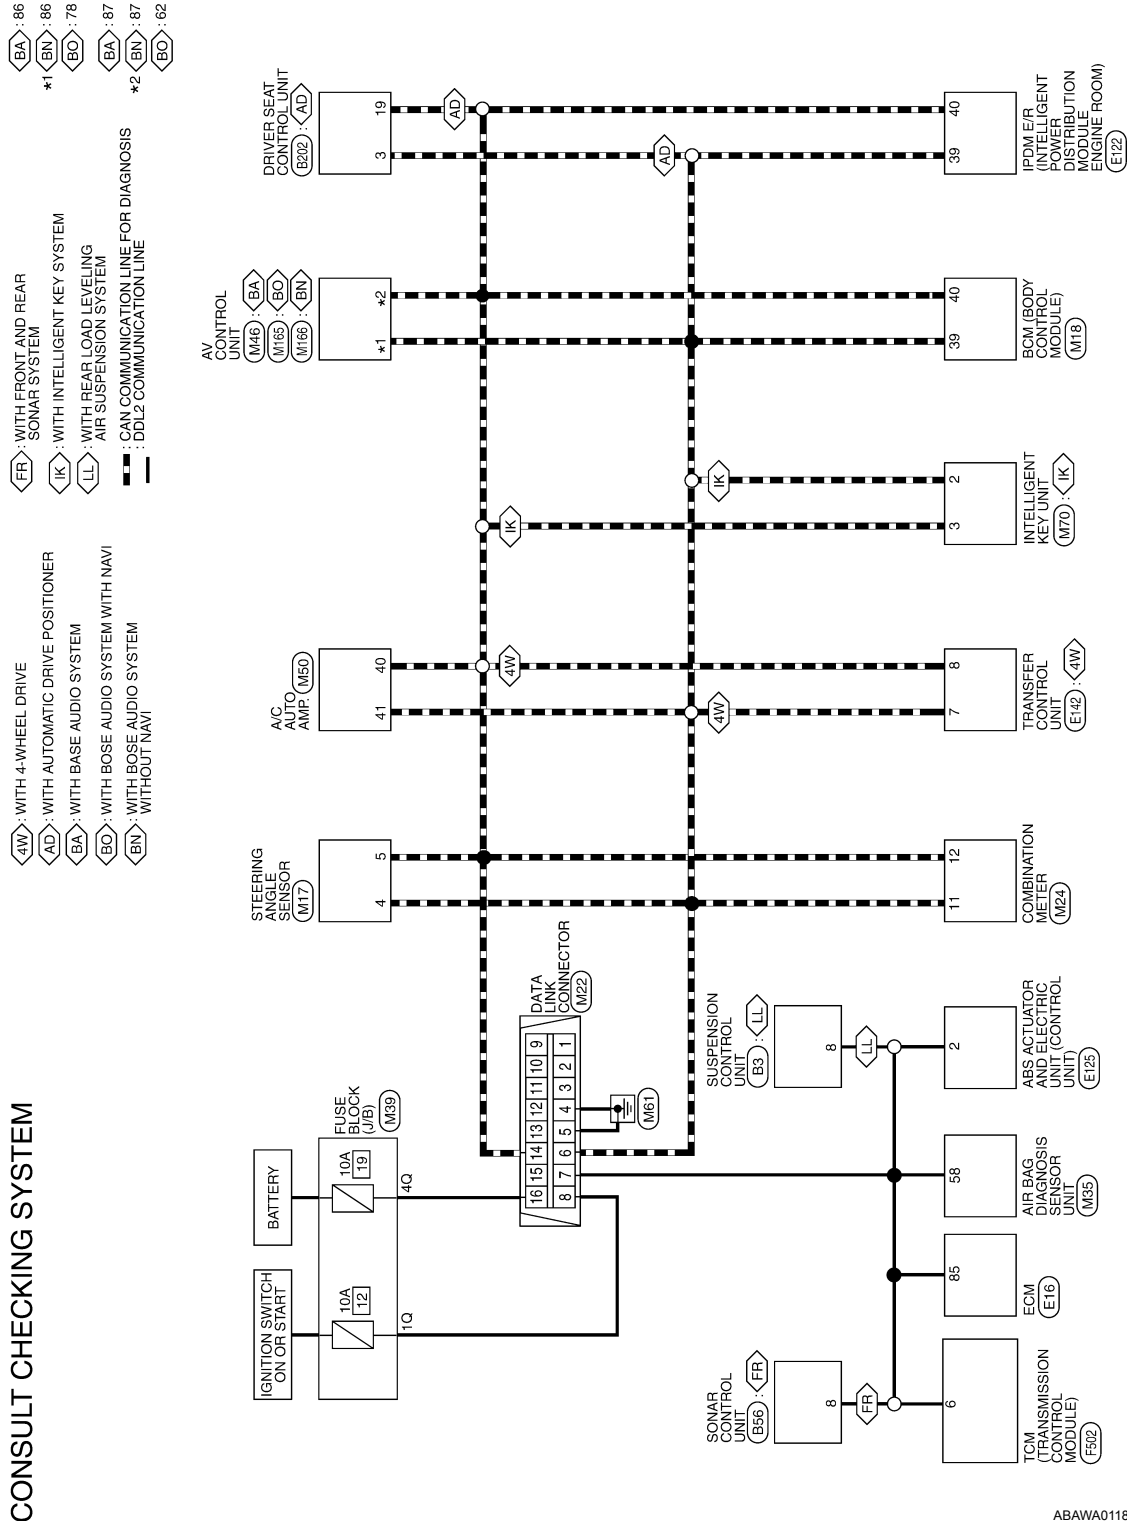 CONSULT CHECKING SYSTEM
4W : WITH 4-WHEEL DRIVE
AD : WITH AUTOMATIC DRIVE POSITIONER
BA : WITH BASE AUDIO SYSTEM
BO : WITH BOSE AUDIO SYSTEM WITH NAVI
BN : WITH BOSE AUDIO SYSTEM
WITHOUT NAVI
FR : WITH FRONT AND REAR
SONAR SYSTEM
IK : WITH INTELLIGENT KEY SYSTEM
LL : WITH REAR LOAD LEVELING
AIR SUSPENSION SYSTEM
: CAN COMMUNICATION LINE FOR DIAGNOSIS
: DDL2 COMMUNICATION LINE
BA : 86
*1 BN : 86
BO : 78
BA : 87
*2 BN : 87
BO : 62
IGNITION SWITCH
ON OR START
BATTERY
10A
12
10A
19
1Q
4Q
FUSE
BLOCK
(J/B)
M39
STEERING
ANGLE
SENSOR
M17
4
5
A/C
AUTO
AMP.
M50
41
40
AV
CONTROL
UNIT
M46 : BA
M165 : BO
M166 : BN
*1
*2
DRIVER SEAT
CONTROL UNIT
B202 : AD
3
19
AD
AD
4W
4W
IK
IK
DATA
LINK
CONNECTOR
M22
16 15 14 13 12 11 10 9
8 7 6 5 4 3 2 1
M61
SONAR
CONTROL
UNIT
B56 : FR
8
FR
SUSPENSION
CONTROL
UNIT
B3 : LL
8
LL
6
TCM
(TRANSMISSION
CONTROL
MODULE)
F502
85
ECM
E16
58
AIR BAG
DIAGNOSIS
SENSOR
UNIT
M35
2
ABS ACTUATOR
AND ELECTRIC
UNIT (CONTROL
UNIT)
E125
11
12
COMBINATION
METER
M24
7
8
TRANSFER
CONTROL
UNIT
E142 : 4W
3
2
INTELLIGENT
KEY UNIT
M70 : IK
39
40
BCM (BODY
CONTROL
MODULE)
M18
39
40
IPDM E/R
(INTELLIGENT
POWER
DISTRIBUTION
MODULE
ENGINE ROOM)
E122
ABAWA0118